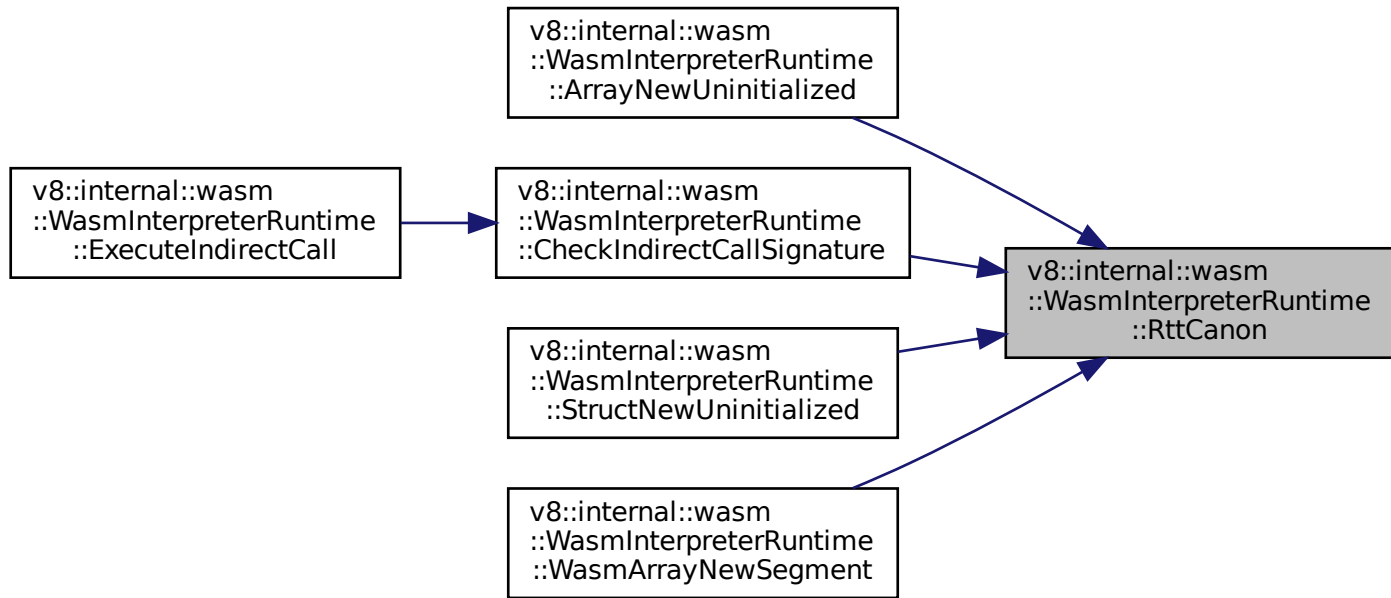 v8::internal::wasm
::WasmInterpreterRuntime
::ArrayNewUninitialized
v8::internal::wasm
::WasmInterpreterRuntime
::ExecuteIndirectCall
v8::internal::wasm
::WasmInterpreterRuntime
::CheckIndirectCallSignature
v8::internal::wasm
::WasmInterpreterRuntime
::RttCanon
v8::internal::wasm
::WasmInterpreterRuntime
::StructNewUninitialized
v8::internal::wasm
::WasmInterpreterRuntime
::WasmArrayNewSegment